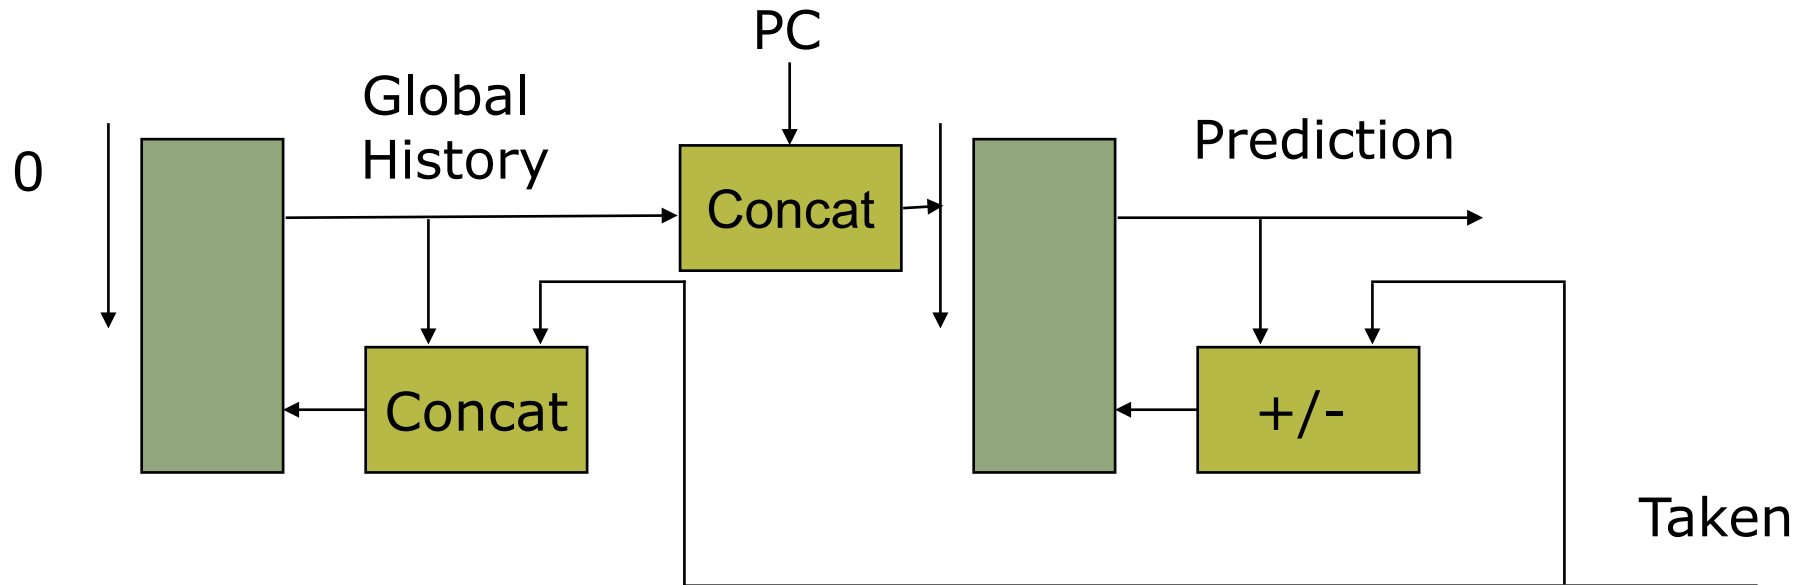 PC
Global
History
Prediction
0
Concat
Concat
+/-
Taken